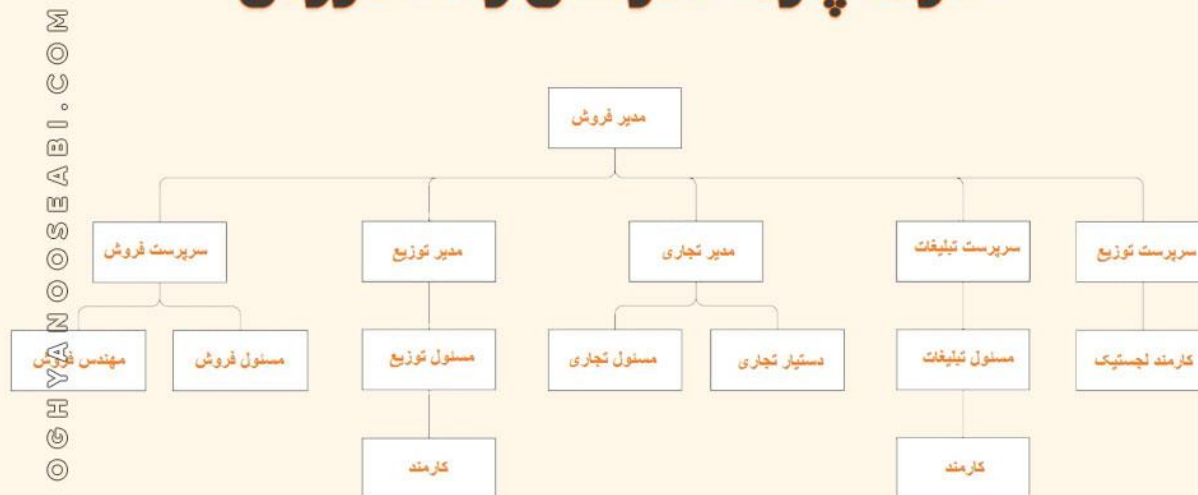 OGHYANOOSEABI.COM
مدیر فروش
سرپرست توزیع
سرپرست تبلیغات
مدیر تجاری
مدیر توزیع
سرپرست فروش
کارمند لجستیک
مسئول تبلیغات
دستیار تجاری
مسئول تجاری
مسئول توزیع
مسئول فروش
مهندس فروش
کارمند
کارمند